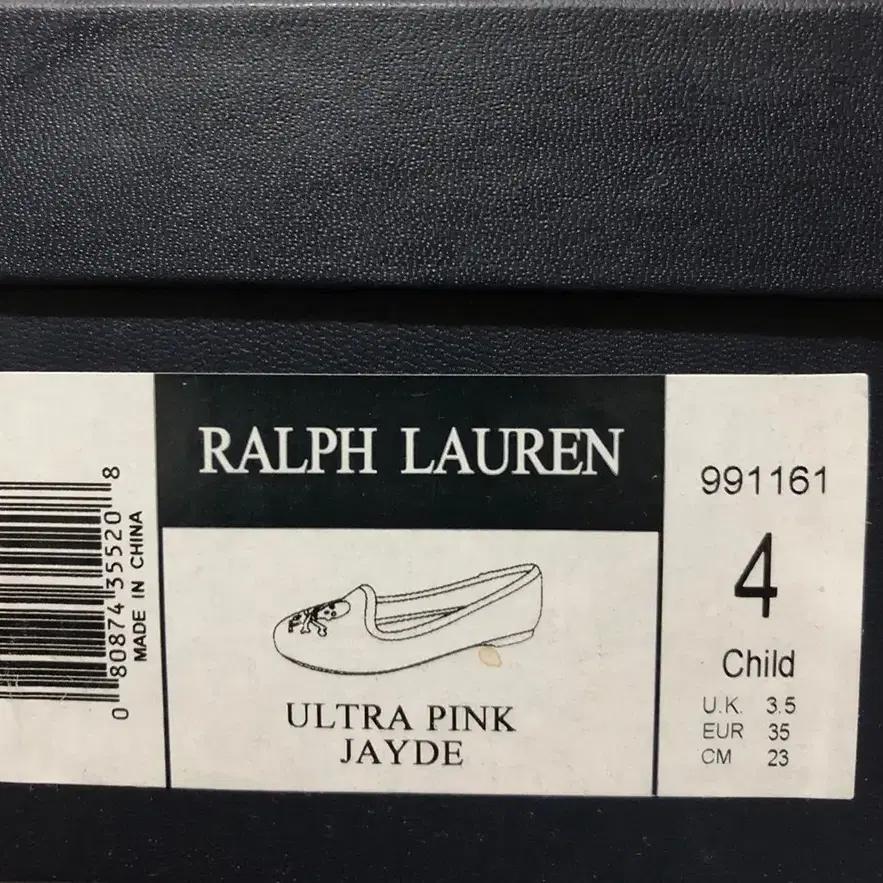 0 80874 35520 8
MADE IN CHINA
RALPH LAUREN
ULTRA PINK
JAYDE
991161
4
Child
U.K. 3.5
EUR 35
CM 23